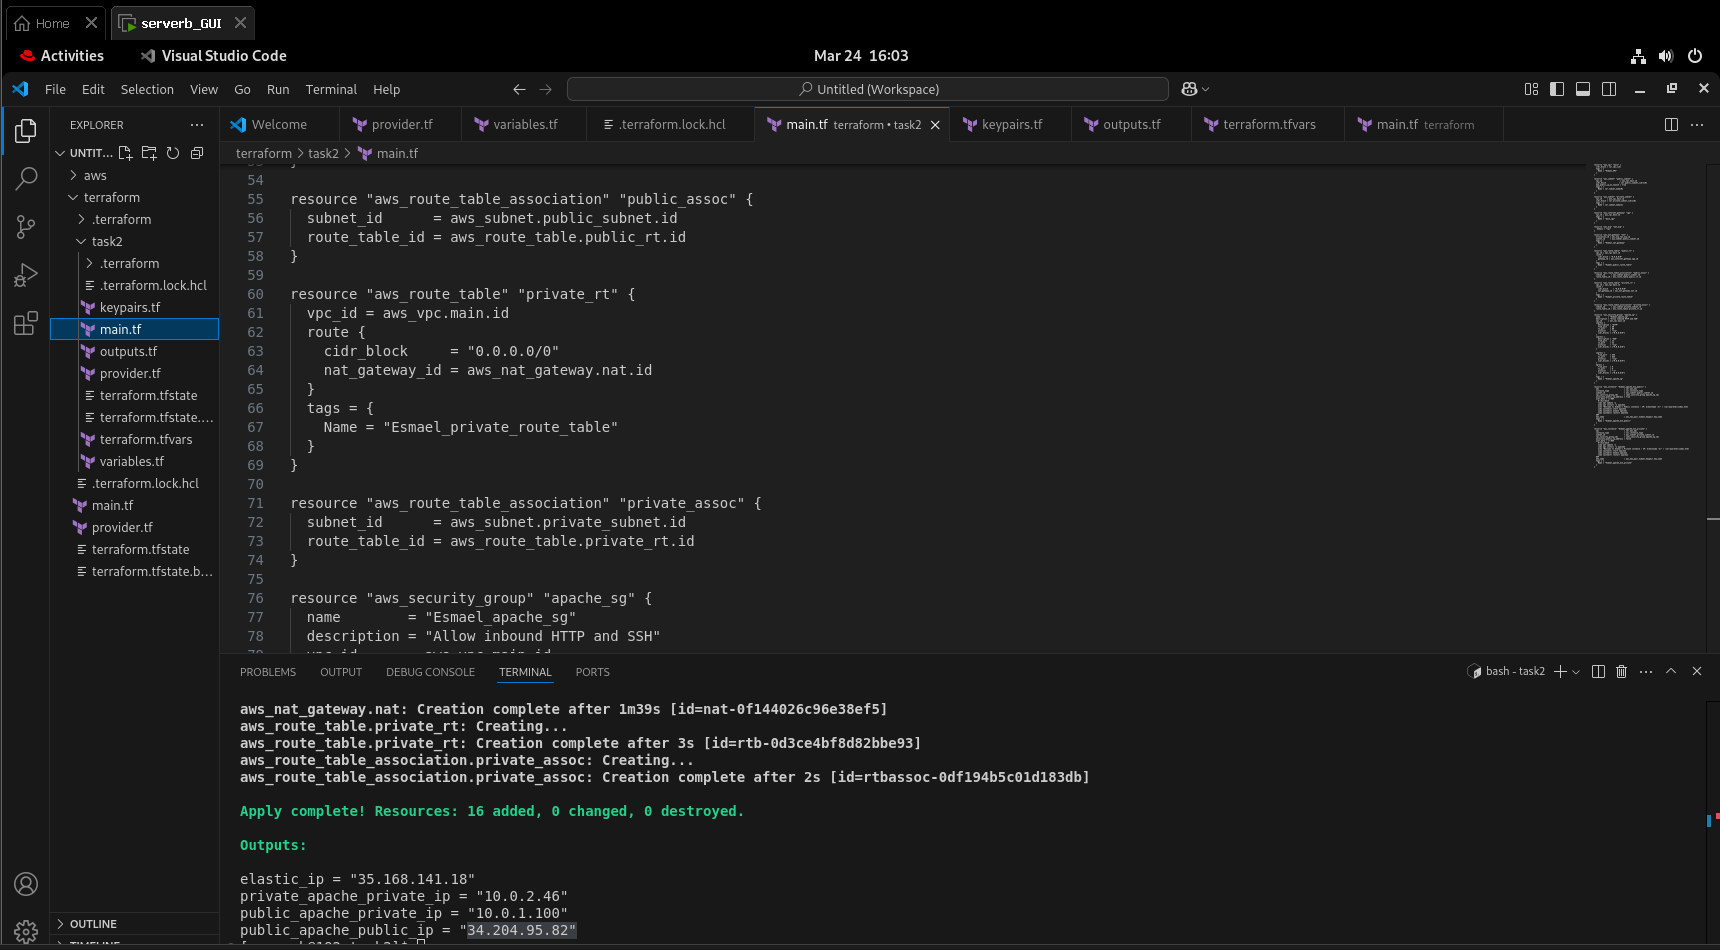 Home
serverb_GUI
Activities
Visual Studio Code
Mar 24 16:03
File Edit Selection View Go Run Terminal Help
Untitled (Workspace)
EXPLORER
Welcome
provider.tf
variables.tf
.terraform.lock.hcl
main.tf terraform • task2
keypairs.tf
outputs.tf
terraform.tfvars
main.tf terraform
terraform > task2 > main.tf
UNTIT...
aws
terraform
.terraform
task2
.terraform
.terraform.lock.hcl
keypairs.tf
main.tf
outputs.tf
provider.tf
terraform.tfstate
terraform.tfstate....
terraform.tfvars
variables.tf
.terraform.lock.hcl
main.tf
provider.tf
terraform.tfstate
terraform.tfstate.b...
OUTLINE
TIMELINE
54
55 resource "aws_route_table_association" "public_assoc" {
56 subnet_id      = aws_subnet.public_subnet.id
57 route_table_id = aws_route_table.public_rt.id
58 }
59
60 resource "aws_route_table" "private_rt" {
61 vpc_id = aws_vpc.main.id
62 route {
63 cidr_block     = "0.0.0.0/0"
64 nat_gateway_id = aws_nat_gateway.nat.id
65 }
66 tags = {
67 Name = "Esmael_private_route_table"
68 }
69 }
70
71 resource "aws_route_table_association" "private_assoc" {
72 subnet_id      = aws_subnet.private_subnet.id
73 route_table_id = aws_route_table.private_rt.id
74 }
75
76 resource "aws_security_group" "apache_sg" {
77 name        = "Esmael_apache_sg"
78 description = "Allow inbound HTTP and SSH"
PROBLEMS OUTPUT DEBUG CONSOLE TERMINAL PORTS
bash - task2
aws_nat_gateway.nat: Creation complete after 1m39s [id=nat-0f144026c96e38ef5]
aws_route_table.private_rt: Creating...
aws_route_table.private_rt: Creation complete after 3s [id=rtb-0d3ce4bf8d82bbe93]
aws_route_table_association.private_assoc: Creating...
aws_route_table_association.private_assoc: Creation complete after 2s [id=rtbassoc-0df194b5c01d183db]
Apply complete! Resources: 16 added, 0 changed, 0 destroyed.
Outputs:
elastic_ip = "35.168.141.18"
private_apache_private_ip = "10.0.2.46"
public_apache_private_ip = "10.0.1.100"
public_apache_public_ip = "34.204.95.82"